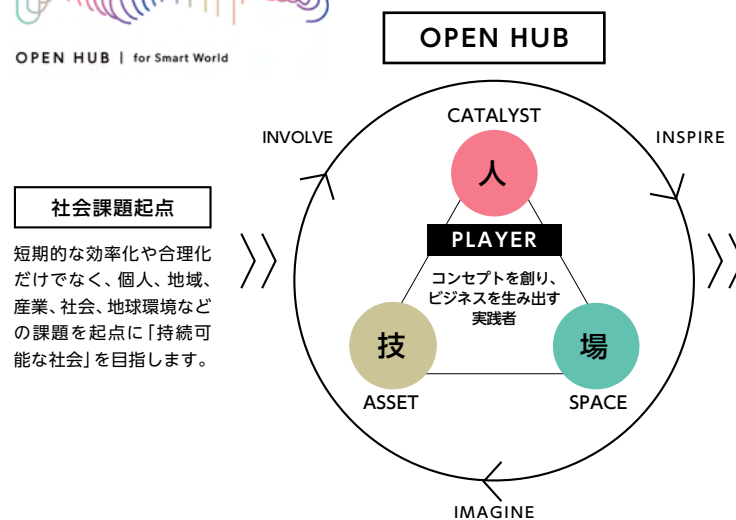 OPEN HUB | for Smart World
OPEN HUB
社会課題起点
短期的な効率化や合理化
だけでなく、個人、地域、
産業、社会、地球環境など
の課題を起点に「持続可
能な社会」を目指します。
CATALYST
INVOLVE
INSPIRE
人
PLAYER
コンセプトを創り、
ビジネスを生み出す
実践者
技
場
ASSET
SPACE
IMAGINE